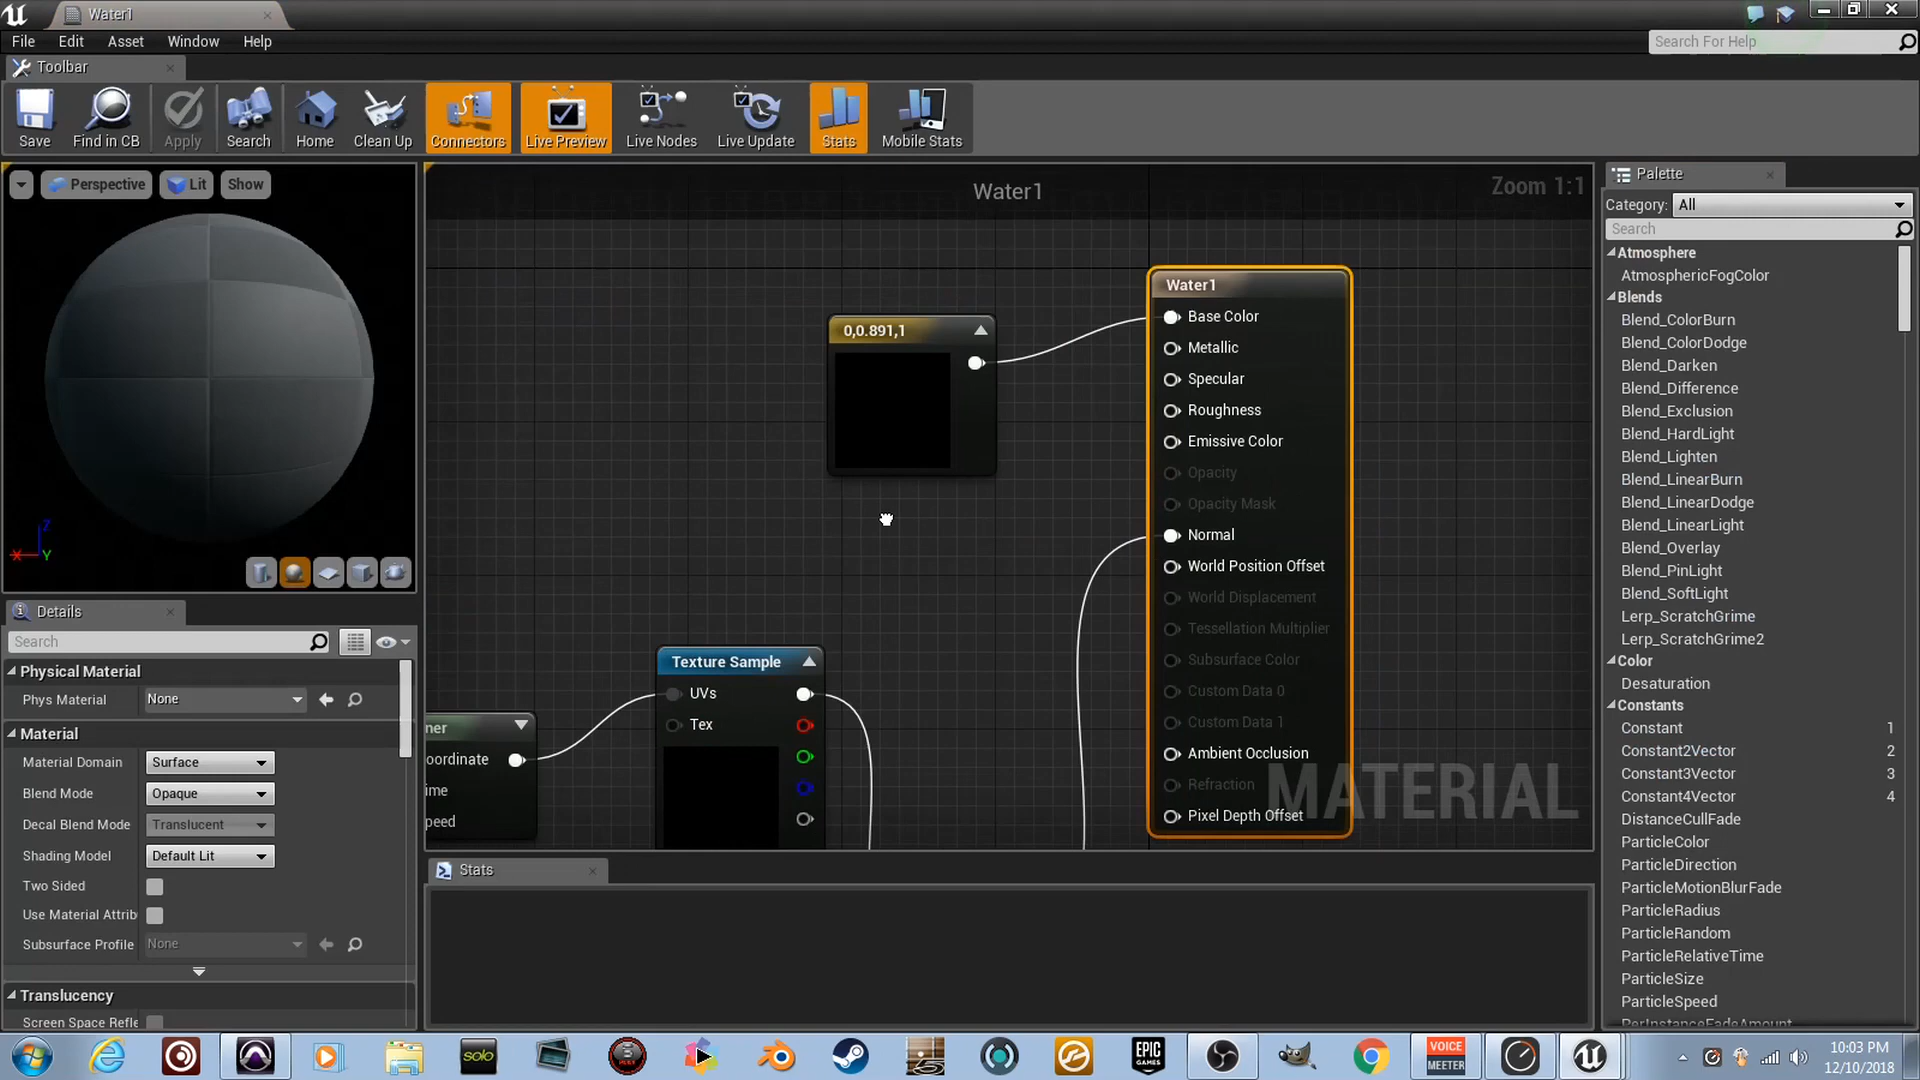 Water1
File Edit Asset Window Help
Search For Help
Toolbar
Save Find in CB Apply Search Home Clean Up Connectors Live Preview Live Nodes Live Update Stats Mobile Stats
Perspective Lit Show
Z
X Y
Details
Search
Physical Material
Phys Material None
Material
Material Domain Surface
Blend Mode Opaque
Decal Blend Mode Translucent
Shading Model Default Lit
Two Sided
Use Material Attrib
Subsurface Profile None
Translucency
Screen Space Refle
Water1
Zoom 1:1
0,0.891,1
Water1
Base Color
Metallic
Specular
Roughness
Emissive Color
Opacity
Opacity Mask
Normal
World Position Offset
World Displacement
Tessellation Multiplier
Subsurface Color
Custom Data 0
Custom Data 1
Ambient Occlusion
Refraction
Pixel Depth Offset
MATERIAL
Texture Sample
UVs
Tex
ner
oordinate
ime
peed
Stats
Palette
Category: All
Search
Atmosphere
AtmosphericFogColor
Blends
Blend_ColorBurn
Blend_ColorDodge
Blend_Darken
Blend_Difference
Blend_Exclusion
Blend_HardLight
Blend_Lighten
Blend_LinearBurn
Blend_LinearDodge
Blend_LinearLight
Blend_Overlay
Blend_PinLight
Blend_SoftLight
Lerp_ScratchGrime
Lerp_ScratchGrime2
Color
Desaturation
Constants
Constant 1
Constant2Vector 2
Constant3Vector 3
Constant4Vector 4
DistanceCullFade
ParticleColor
ParticleDirection
ParticleMotionBlurFade
ParticleRadius
ParticleRandom
ParticleRelativeTime
ParticleSize
ParticleSpeed
PerInstanceFadeAmount
solo
EPIC GAMES
VOICE MEETER
10:03 PM
12/10/2018